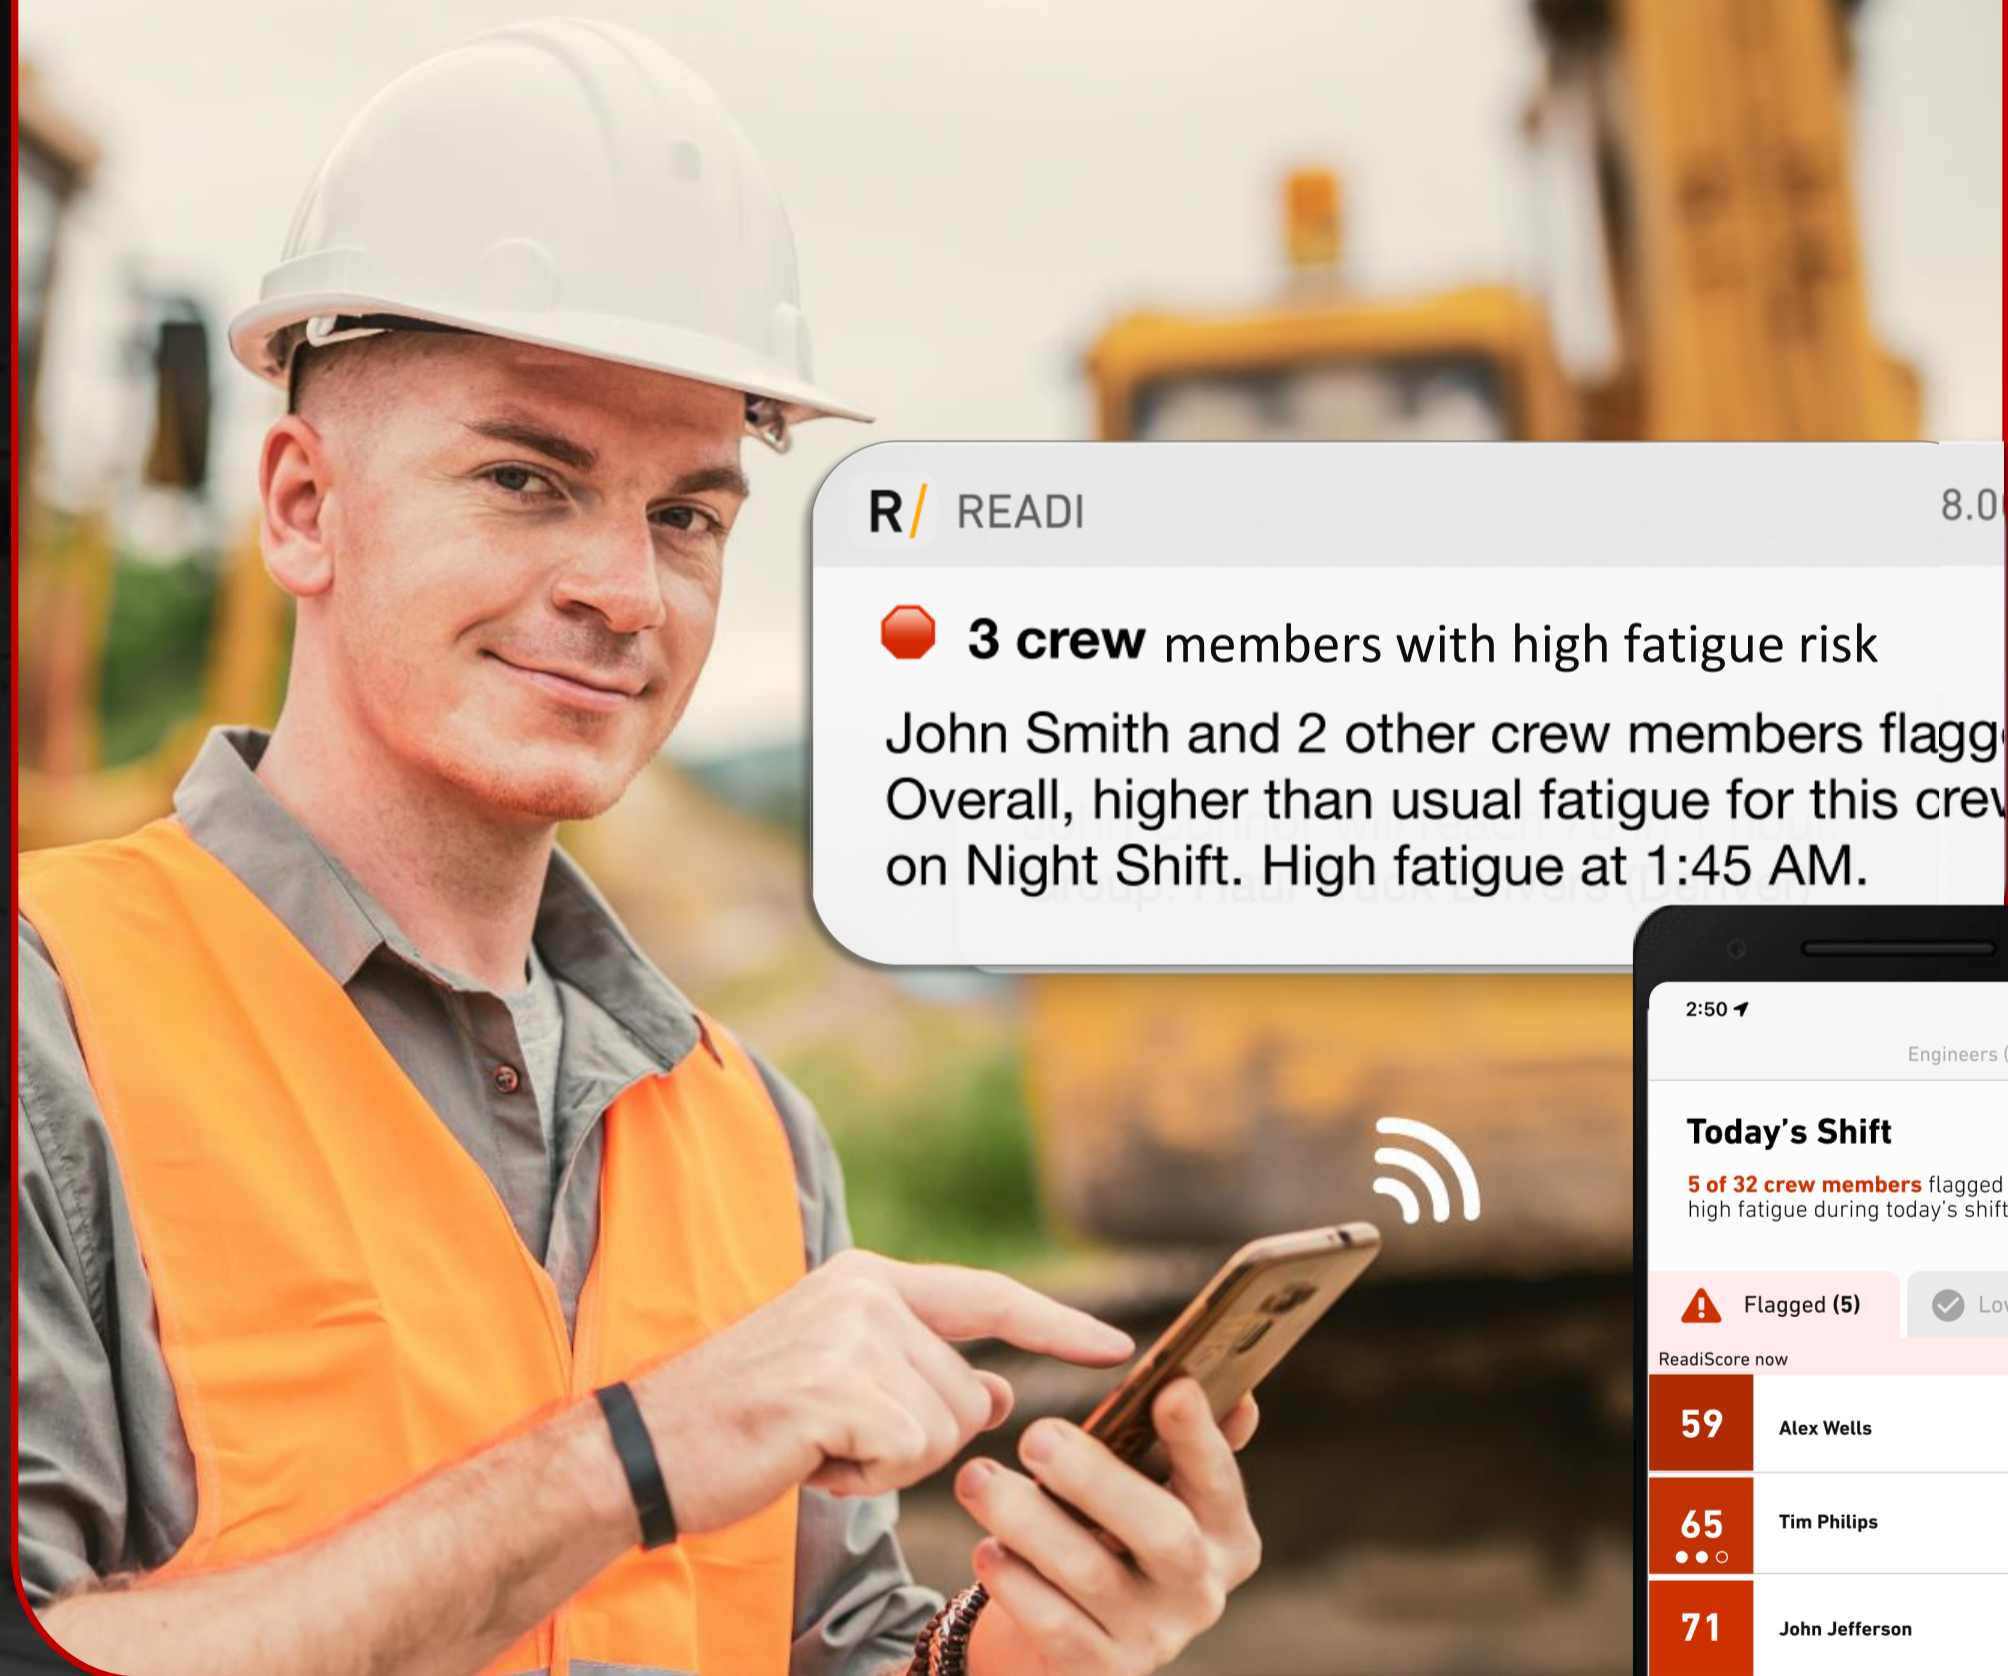 R/ READI 8.0
3 crew members with high fatigue risk
John Smith and 2 other crew members flagg
Overall, higher than usual fatigue for this crew
on Night Shift. High fatigue at 1:45 AM.
2:50
Engineers (
Today's Shift
5 of 32 crew members flagged
high fatigue during today's shift
Flagged (5)
ReadiScore now
59 Alex Wells
65 Tim Philips
71 John Jefferson